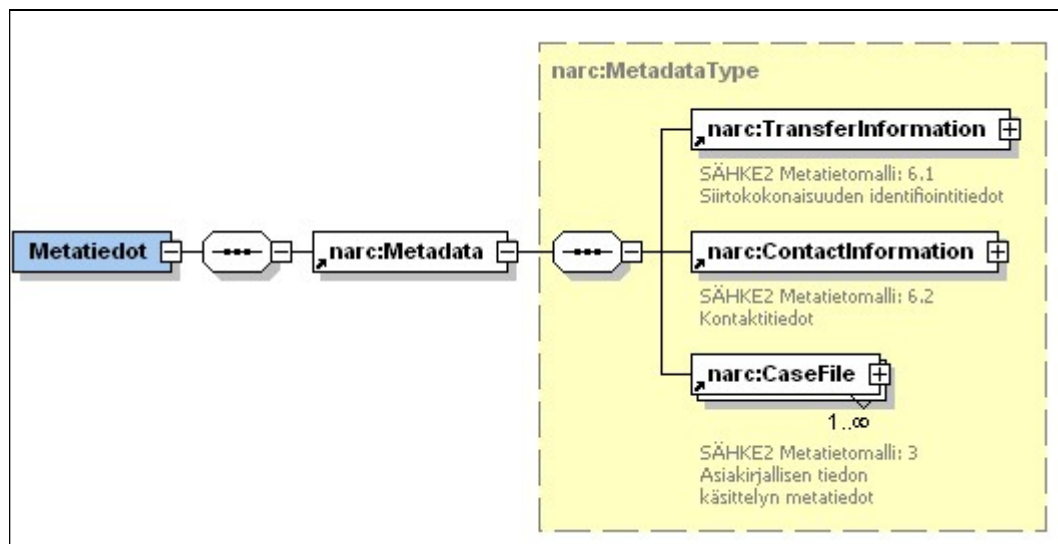 narc:MetadataType
narc:TransferInformation
SÄHKE2 Metatietomalli: 6.1
Siirtokokonaisuuden identifiointitiedot
Metatiedot
narc:Metadata
narc:ContactInformation
SÄHKE2 Metatietomalli: 6.2
Kontaktitiedot
narc:CaseFile
1..∞
SÄHKE2 Metatietomalli: 3
Asiakirjallisen tiedon
käsittelyn metatiedot